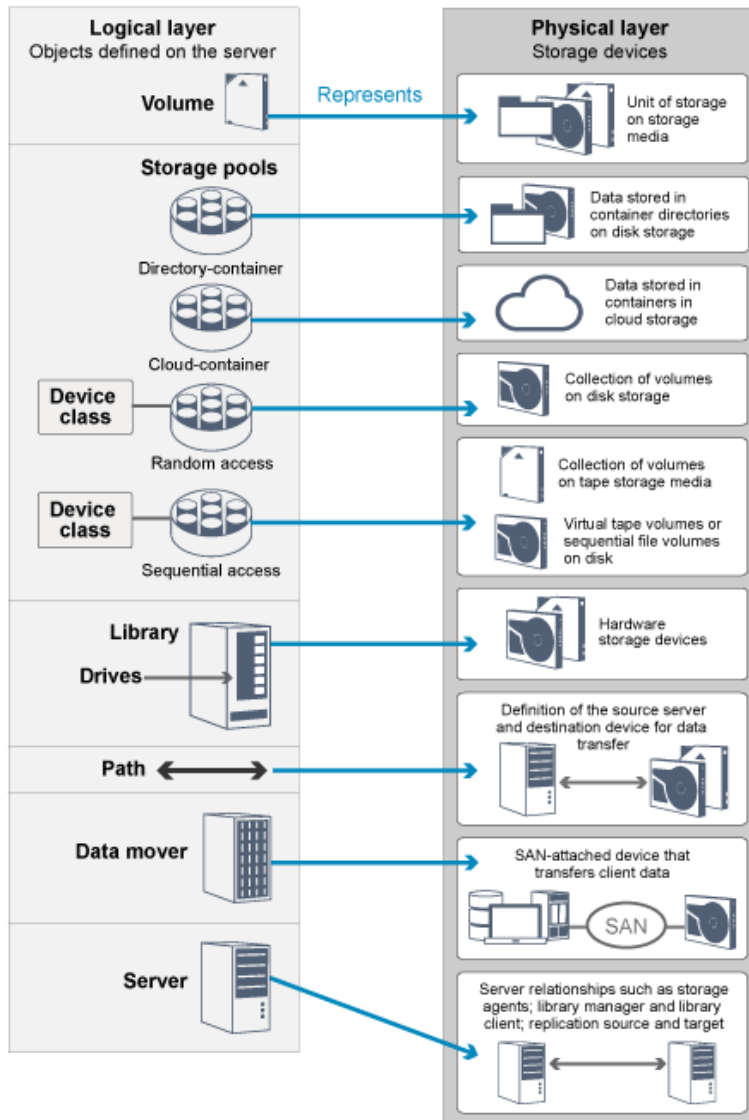 Logical layer
Objects defined on the server
Physical layer
Storage devices
Volume
Represents
Unit of storage
on storage
media
Storage pools
Directory-container
Data stored in
container directories
on disk storage
Cloud-container
Data stored in
containers in
cloud storage
Device
class
Random access
Collection of volumes
on disk storage
Device
class
Sequential access
Collection of volumes
on tape storage media
Virtual tape volumes or
sequential file volumes
on disk
Library
Drives
Hardware
storage devices
Path
Definition of the source server
and destination device for data
transfer
Data mover
SAN-attached device that
transfers client data
SAN
Server
Server relationships such as storage
agents; library manager and library
client; replication source and target